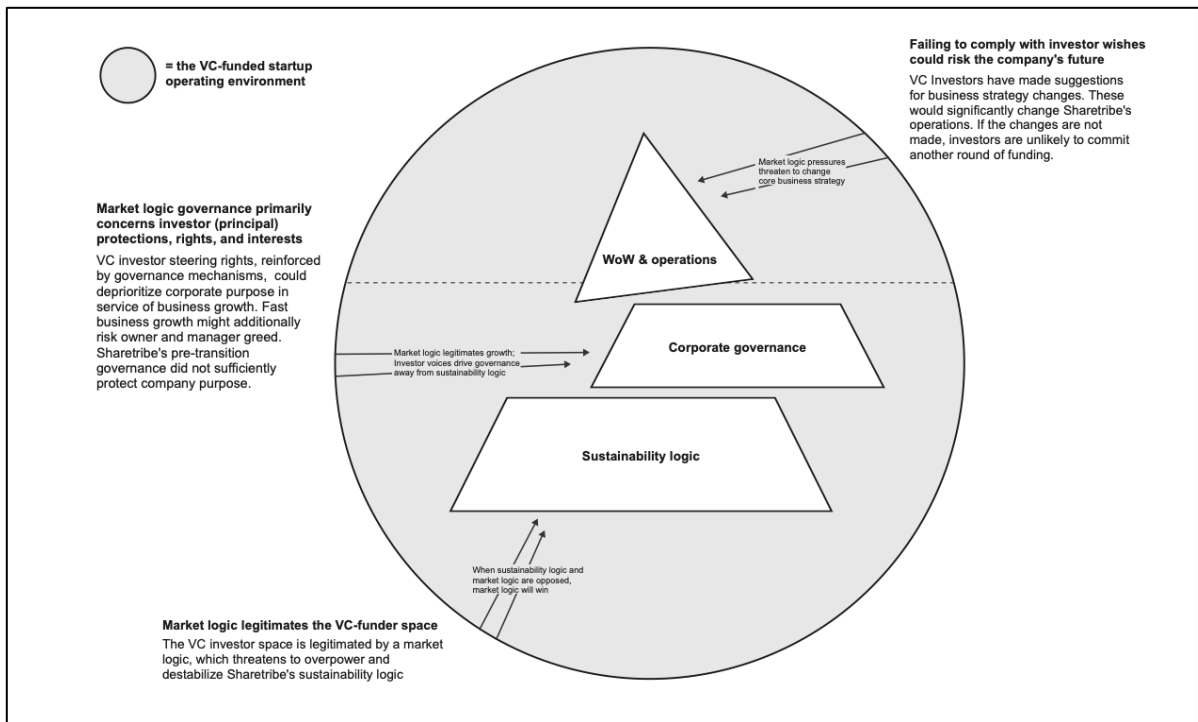 = the VC-funded startup
operating environment
Failing to comply with investor wishes
could risk the company's future
VC Investors have made suggestions
for business strategy changes. These
would significantly change Sharetribe's
operations. If the changes are not
made, investors are unlikely to commit
another round of funding.
Market logic pressures
threaten to change
core business strategy
Market logic governance primarily
concerns investor (principal)
protections, rights, and interests
VC investor steering rights, reinforced
by governance mechanisms, could
deprioritize corporate purpose in
service of business growth. Fast
business growth might additionally
risk owner and manager greed.
Sharetribe's pre-transition
governance did not sufficiently
protect company purpose.
WoW & operations
Market logic legitimates growth;
Investor voices drive governance
away from sustainability logic
Corporate governance
Sustainability logic
When sustainability logic and
market logic are opposed,
market logic will win
Market logic legitimates the VC-funder space
The VC investor space is legitimated by a market
logic, which threatens to overpower and
destabilize Sharetribe's sustainability logic